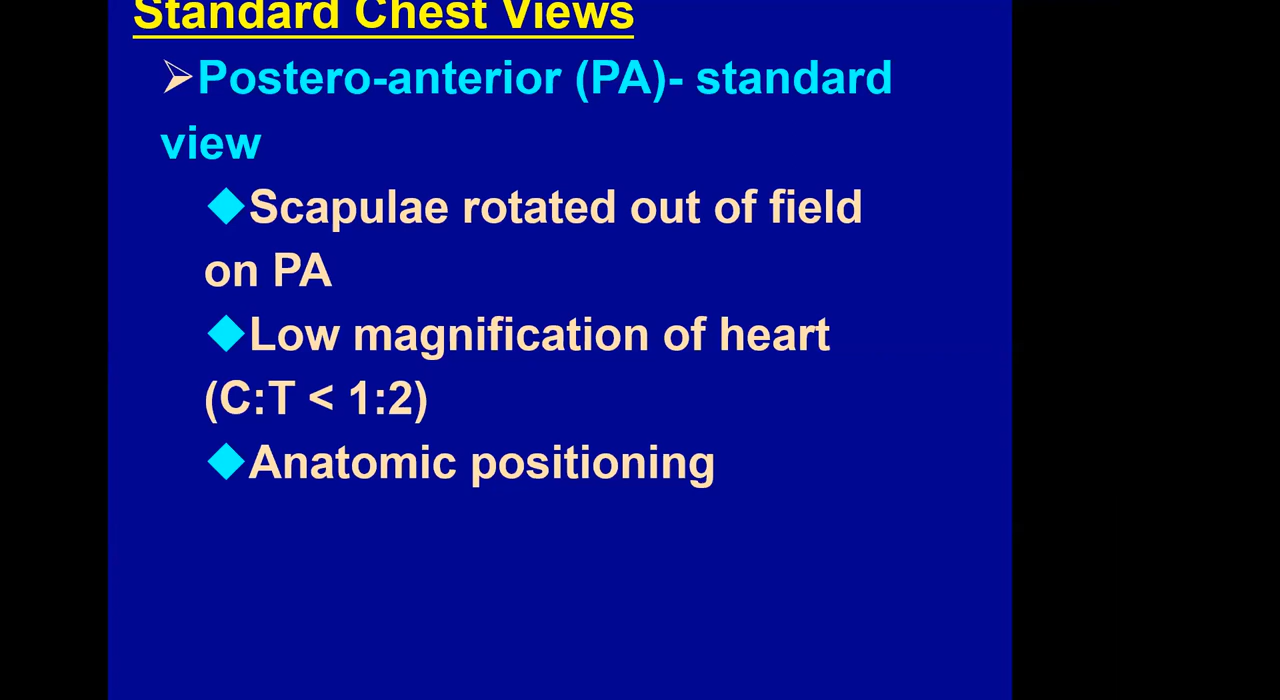 Standard Chest Views
➢Postero-anterior (PA)- standard
view
◆Scapulae rotated out of field
on PA
◆Low magnification of heart
(C:T < 1:2)
◆Anatomic positioning